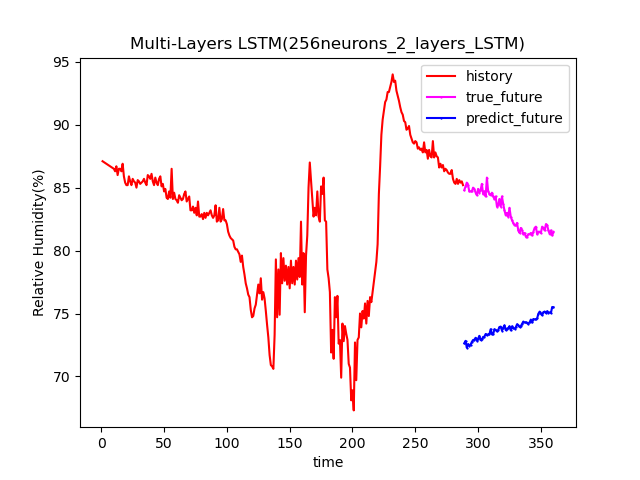 Multi-Layers LSTM(256neurons_2_layers_LSTM)
history
true_future
predict_future
Relative Humidity(%)
95
90
85
80
75
70
0 50 100 150 200 250 300 350
time